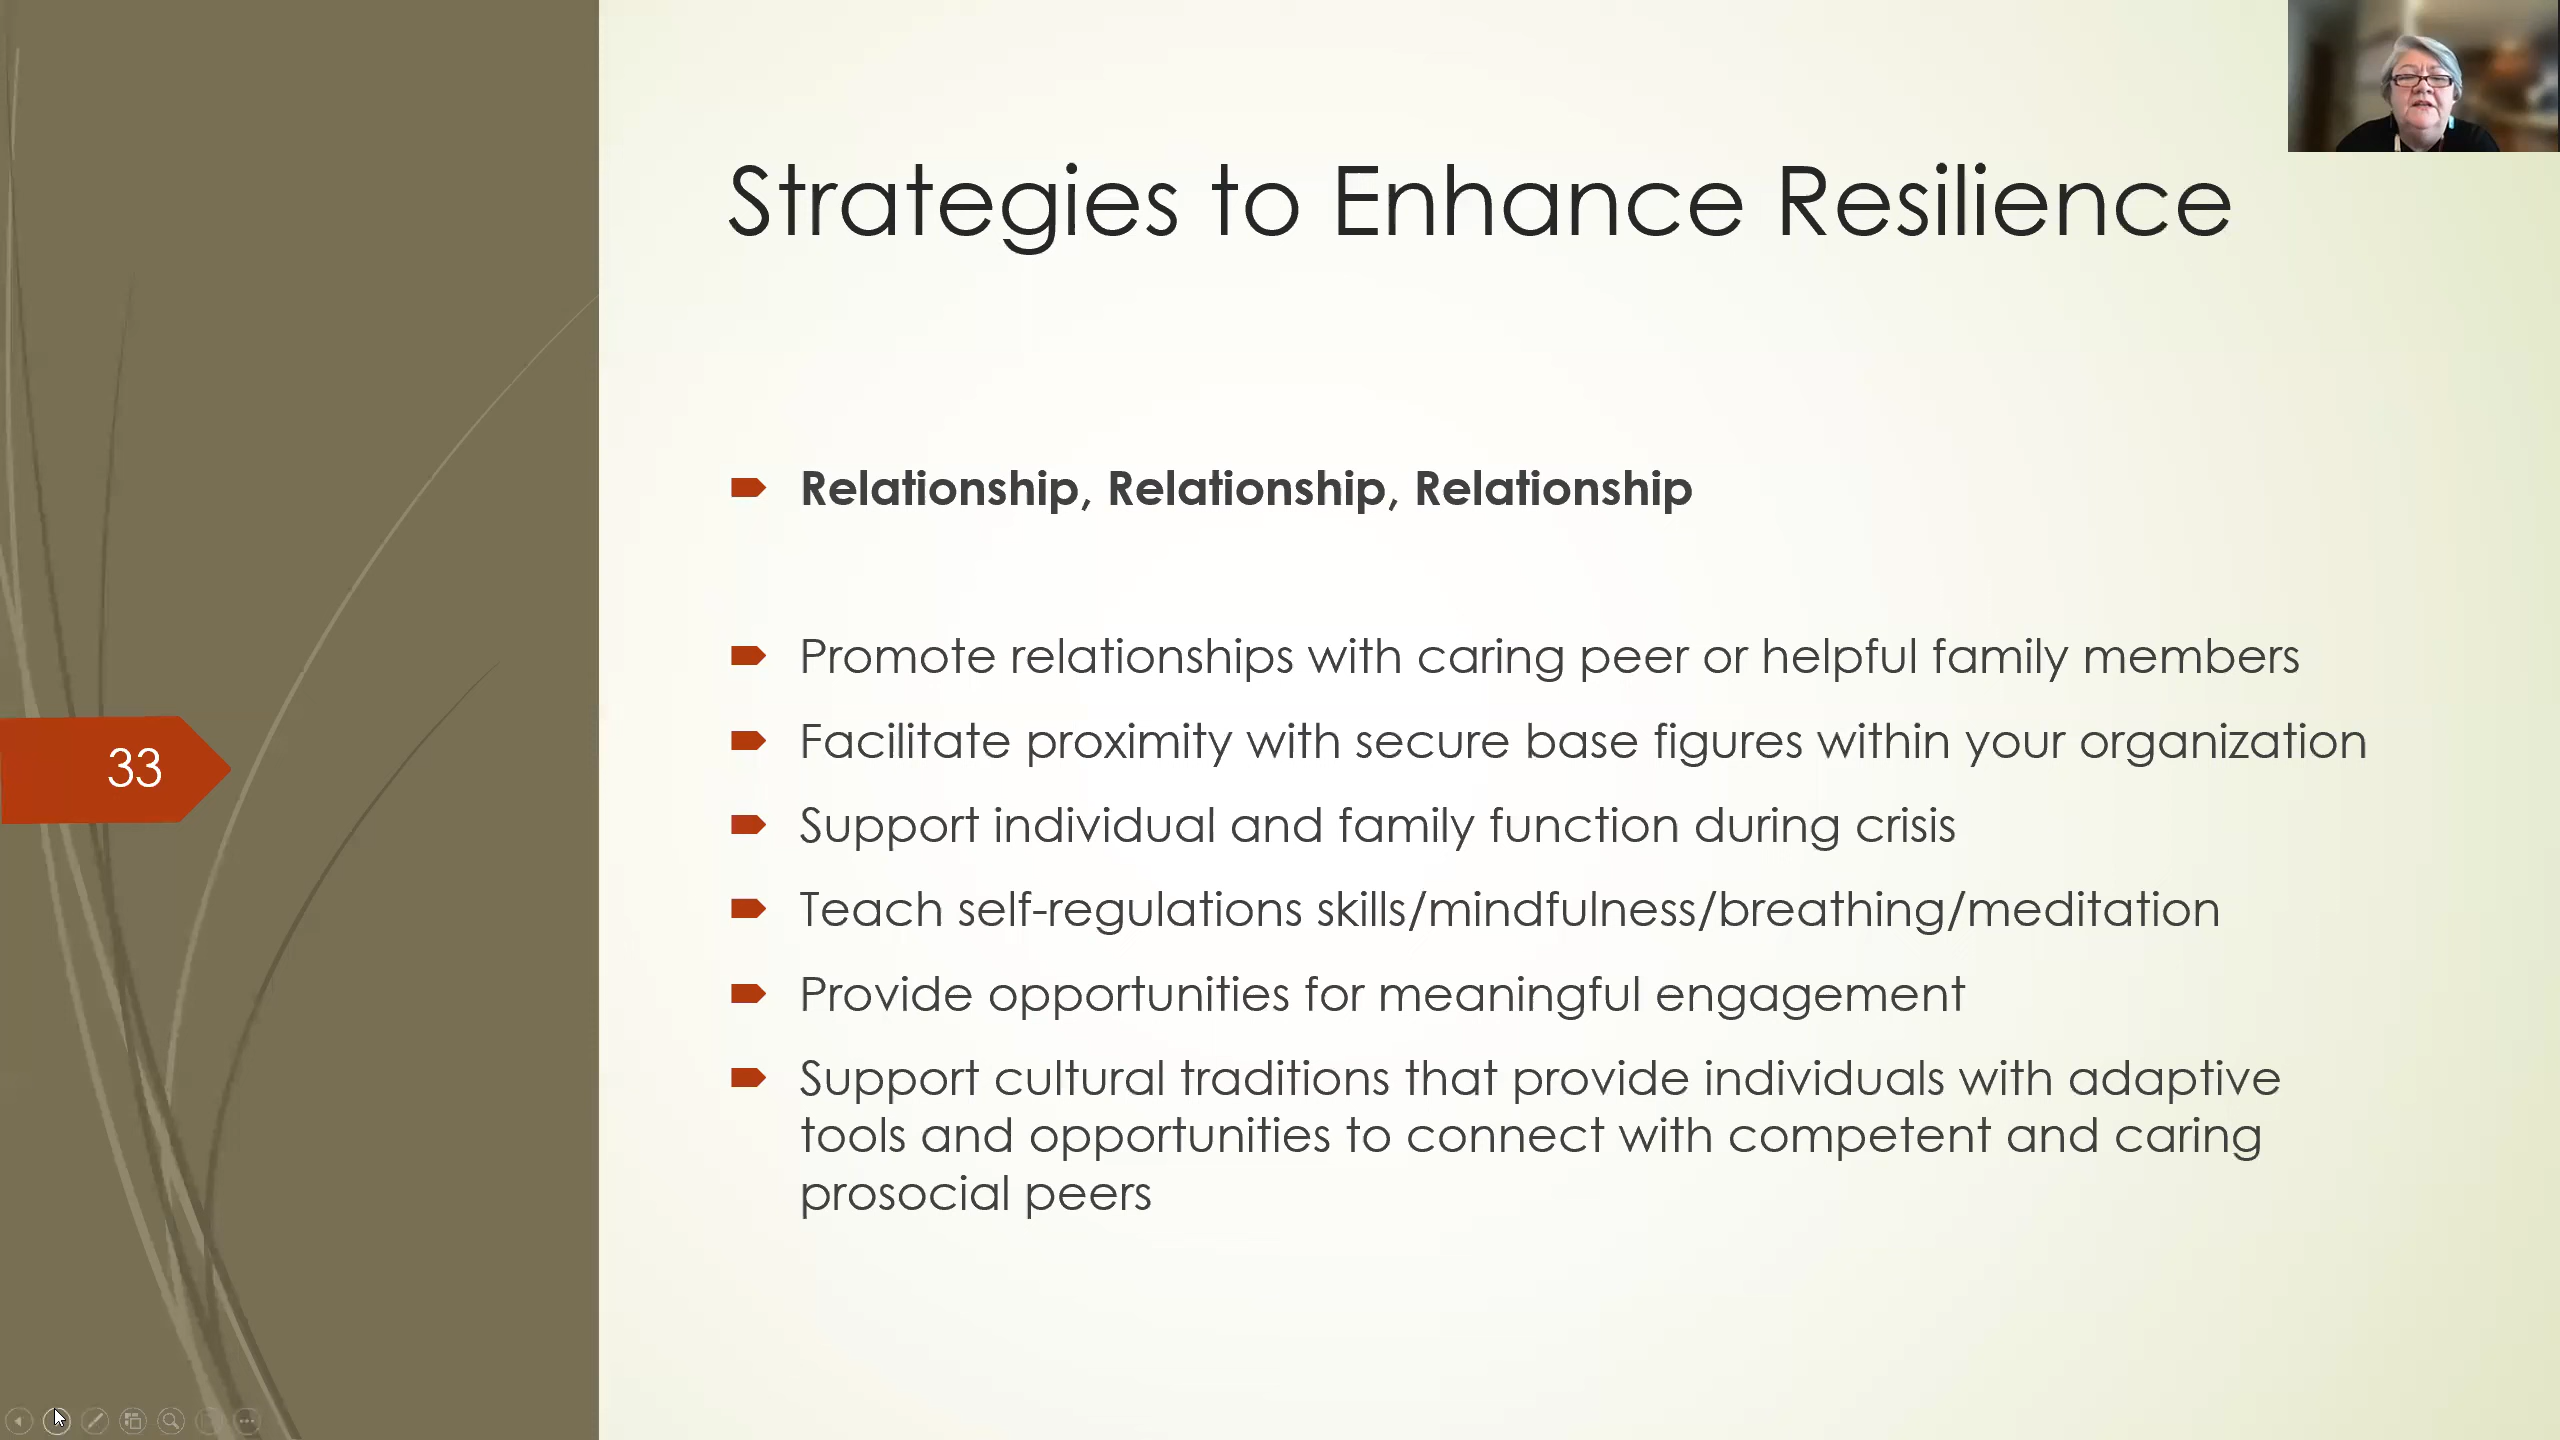 Strategies to Enhance Resilience
Relationship, Relationship, Relationship
Promote relationships with caring peer or helpful family members
Facilitate proximity with secure base figures within your organization
33
Support individual and family function during crisis
Teach self-regulations skills/mindfulness/breathing/meditation
Provide opportunities for meaningful engagement
Support cultural traditions that provide individuals with adaptive
tools and opportunities to connect with competent and caring
prosocial peers